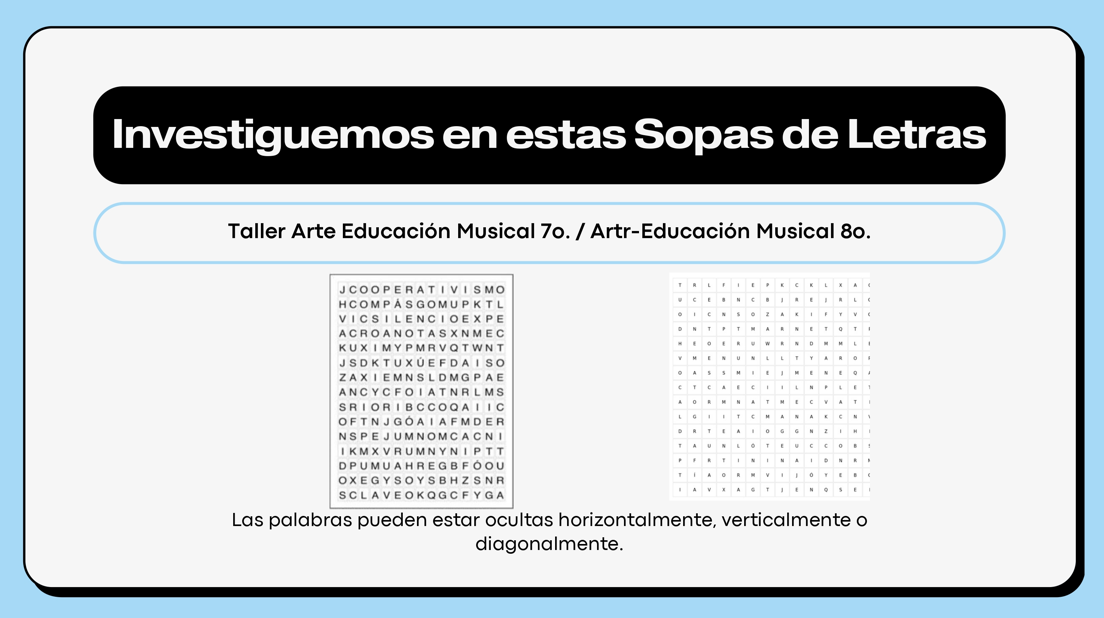 Investiguemos en estas Sopas de Letras
Taller Arte Educación Musical 7o. / Artr-Educación Musical 8o.
JCOOPERATIVISMO
HCOMPÁSGOMUPKTL
VICSILENCIOEXPE
ACROANOTASXNMEC
KUXIMYPMRVQTWNT
JSDKTUXÚEFDAISO
ZAXIEMNSLDMGPAE
ANCYCFOIATNRLMS
SRIORIBCCOQAIIC
OFTNJGÓAIAFMDER
NSPEJUMNOMCACNI
IKMXVRUMNYNIPTT
DPUMUAHREGBFÓOU
OXEGYSOYSBHZSNR
SCLAVEOKQGCFYGA
T R L F I E P K C K L X A
U C E B N C B J R E J R L
O I C N S O Z A K I F Y V
D N T P T M A R N E T Q T
H E O E R U W R N D M M L
V M E N U N L L T Y A R O
O A S S M I E J M E N E Q
C T C A E C I I L N P L E
A O R M N A T M E C V A T
L G I I T C M A N A K C N
D R T E A I O G G N Z I H
T A U N L Ó T E U C C O B
P F R T I N I N A I D N R
T Í A O R M V I J Ó Y E B
I A V X A G T J E N Q S E
Las palabras pueden estar ocultas horizontalmente, verticalmente o
diagonalmente.